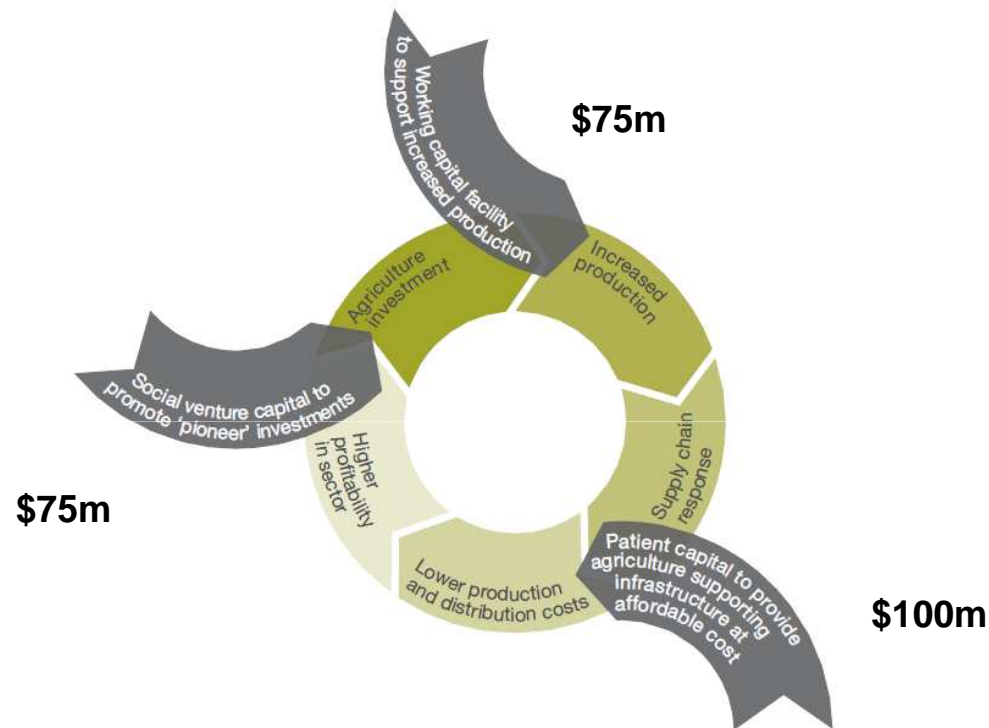 Working capital facility
to support increased production
$75m
Agriculture
investment
Increased
production
Social venture capital to
promote 'pioneer' investments
$75m
Higher
profitability
in sector
Supply chain
response
Lower production
and distribution costs
Patient capital to provide
agriculture supporting
infrastructure at
affordable cost
$100m